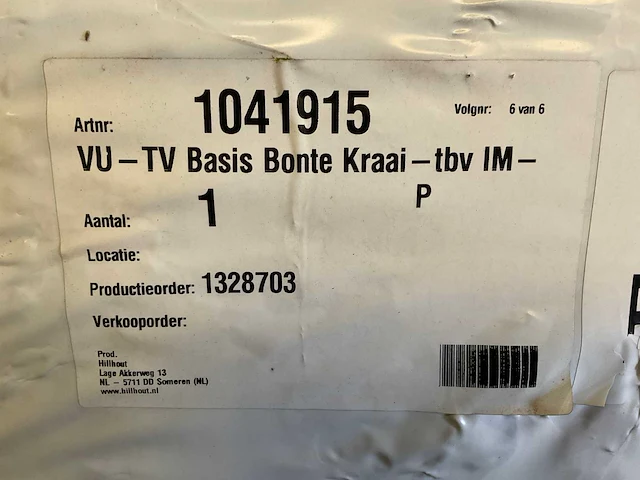 Artnr: 1041915 Volgnr: 6 van 6
VU – TV Basis Bonte Kraai – tbv IM –
P
Aantal: 1
Locatie:
Productieorder: 1328703
Verkooporder:
Prod.
Hillhout
Lage Akkerweg 13
NL – 5711 DD Someren (NL)
www.hillhout.nl